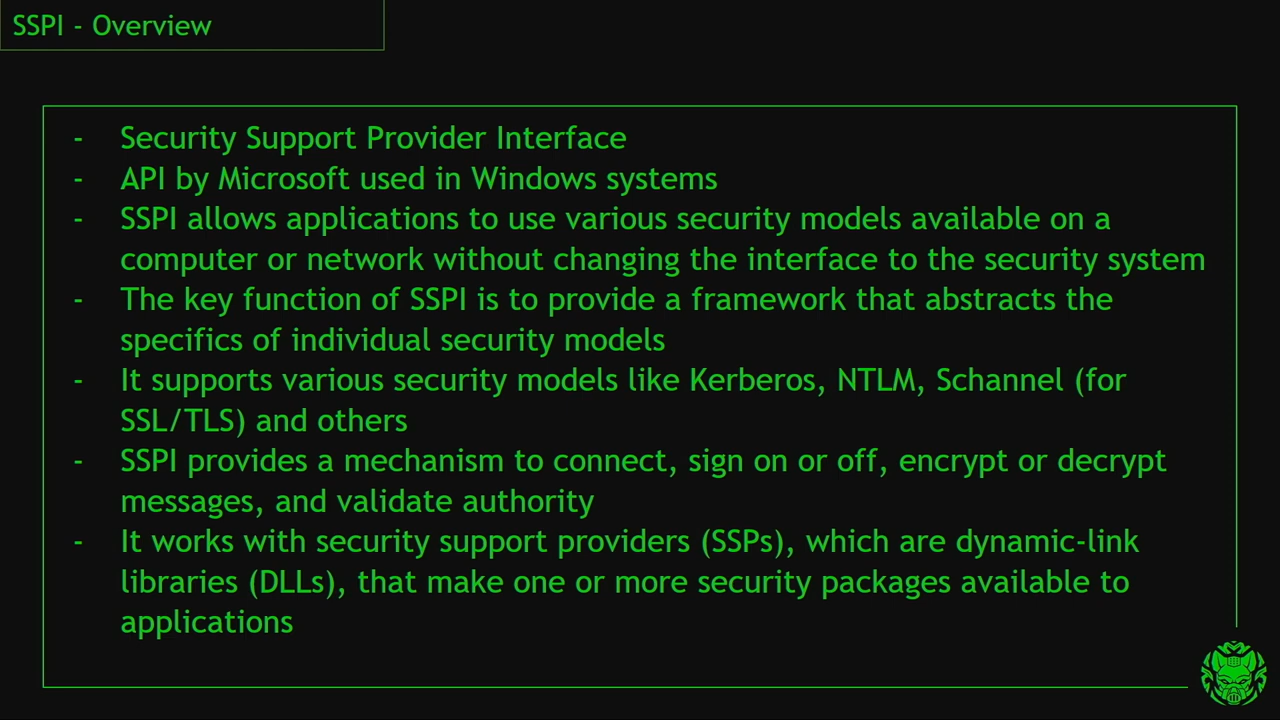 SSPI - Overview
- Security Support Provider Interface
- API by Microsoft used in Windows systems
- SSPI allows applications to use various security models available on a
computer or network without changing the interface to the security system
- The key function of SSPI is to provide a framework that abstracts the
specifics of individual security models
- It supports various security models like Kerberos, NTLM, Schannel (for
SSL/TLS) and others
- SSPI provides a mechanism to connect, sign on or off, encrypt or decrypt
messages, and validate authority
- It works with security support providers (SSPs), which are dynamic-link
libraries (DLLs), that make one or more security packages available to
applications